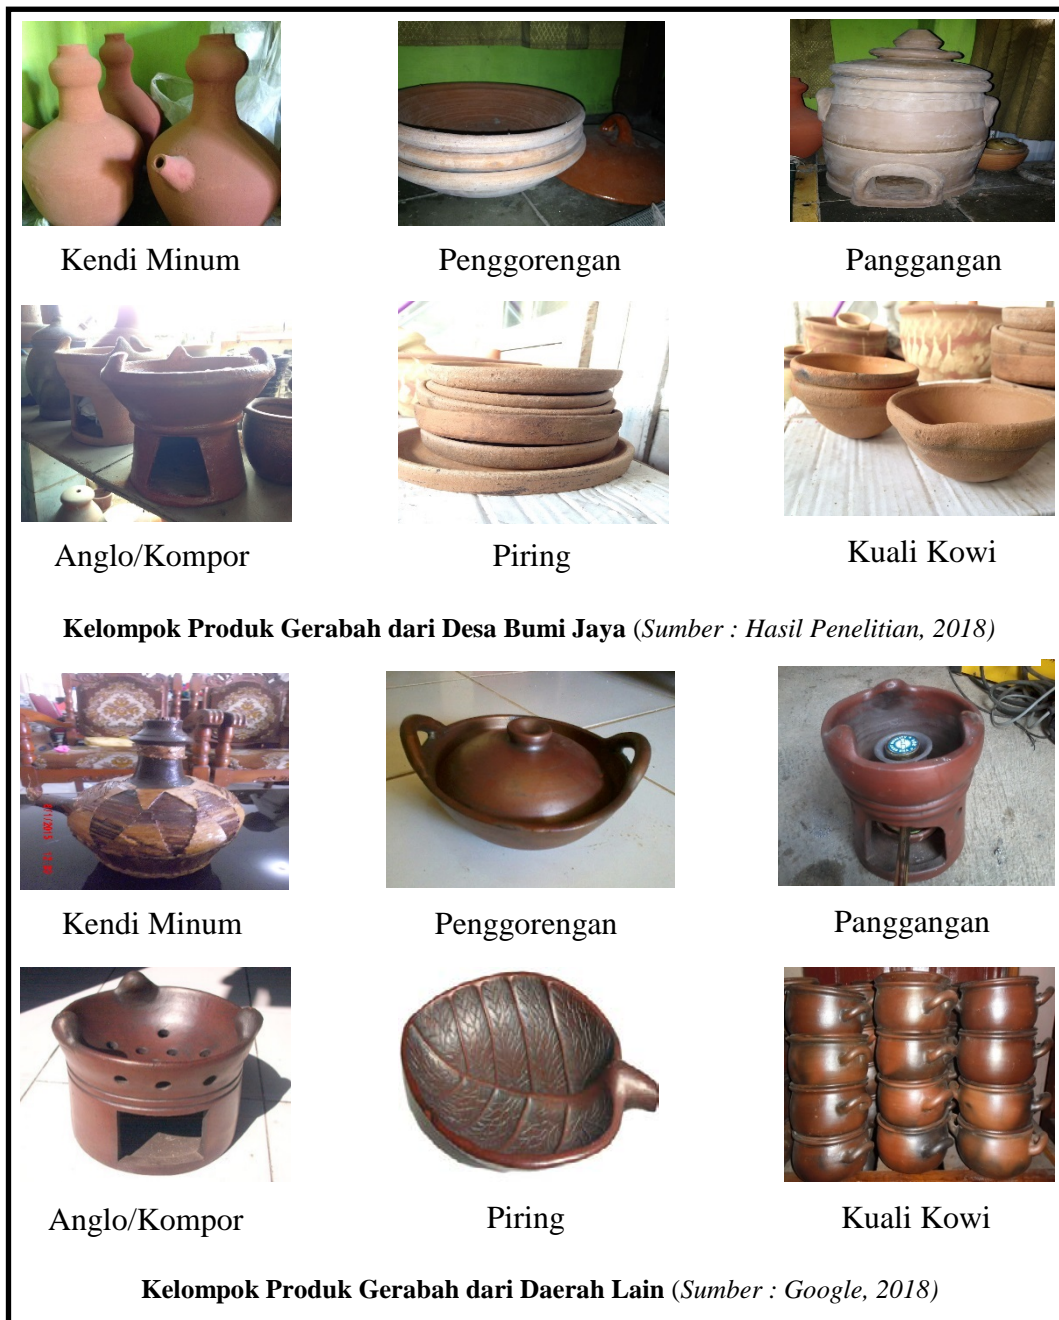 Kendi Minum Penggorengan Panggangan
Anglo/Kompor Piring Kuali Kowi
Kelompok Produk Gerabah dari Desa Bumi Jaya (Sumber : Hasil Penelitian, 2018)
Kendi Minum Penggorengan Panggangan
Anglo/Kompor Piring Kuali Kowi
Kelompok Produk Gerabah dari Daerah Lain (Sumber : Google, 2018)